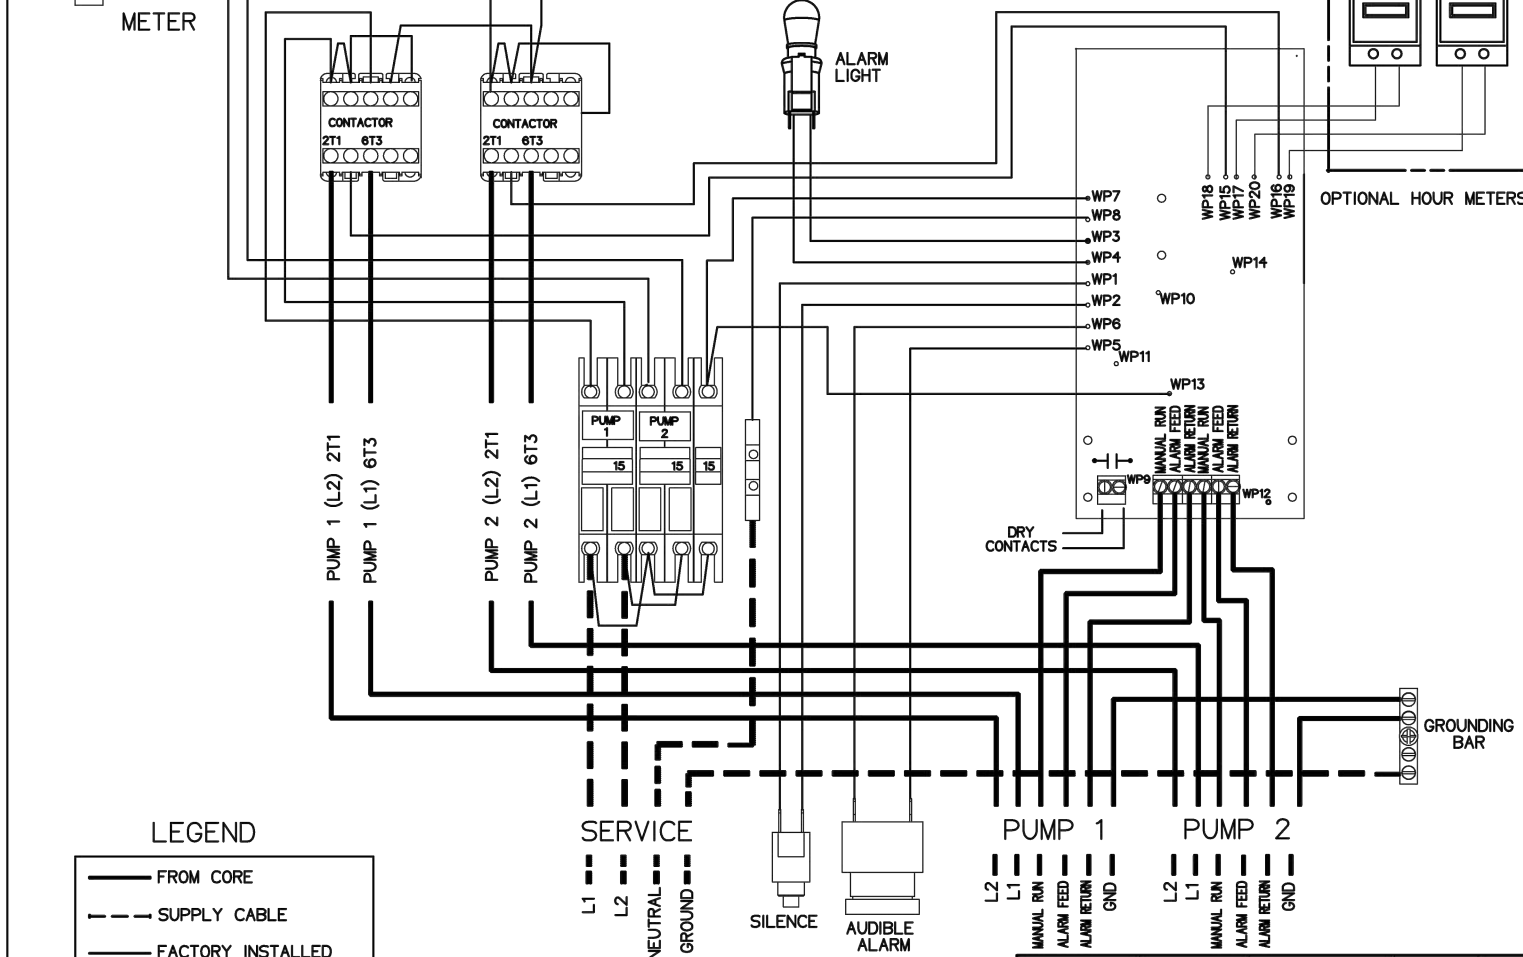 METER
ALARM
LIGHT
CONTACTOR
2T1 6T3
CONTACTOR
2T1 6T3
WP7
WP8
WP3
WP4
WP1
WP2
WP6
WP5
WP11
WP10
WP14
WP13
WP18
WP15
WP17
WP20
WP16
WP19
OPTIONAL HOUR METERS
MANUAL RUN
ALARM FEED
ALARM RETURN
MANUAL RUN
ALARM FEED
ALARM RETURN
WP9
WP12
DRY
CONTACTS
PUMP
1
PUMP
2
15
15
15
PUMP 1 (L2) 2T1
PUMP 1 (L1) 6T3
PUMP 2 (L2) 2T1
PUMP 2 (L1) 6T3
GROUNDING
BAR
LEGEND
FROM CORE
SUPPLY CABLE
FACTORY INSTALLED
SERVICE
L1
L2
NEUTRAL
GROUND
SILENCE
AUDIBLE
ALARM
PUMP 1
L2
L1
MANUAL RUN
ALARM FEED
ALARM RETURN
GND
PUMP 2
L2
L1
MANUAL RUN
ALARM FEED
ALARM RETURN
GND